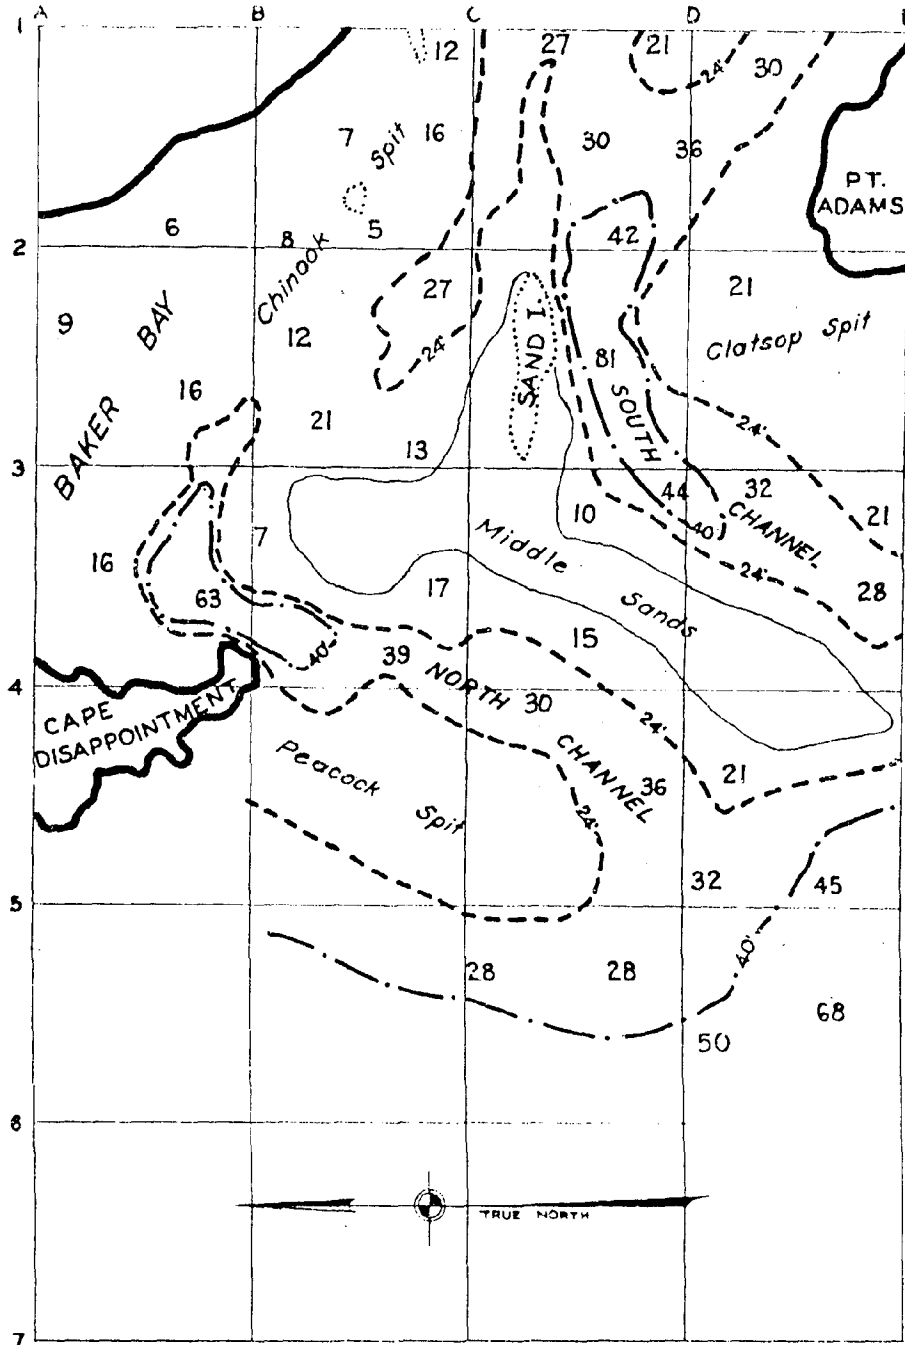 A B C D E
1
12
27
21
24'
30
7
Spit
16
30
36
PT.
ADAMS
6
8
5
2
42
Chinook
27
21
9
BAY
12
24'
SAND I.
Clatsop Spit
81
16
SOUTH
21
24'
BAKER
13
3
44
32
10
40'
CHANNEL
21
7
Middle
16
24'
28
63
17
Sands
15
40'
39
4
NORTH
30
24'
CAPE
DISAPPOINTMENT
Peacock
CHANNEL
21
36
Spit
24'
32
45
5
40'
28
28
68
50
6
TRUE NORTH
7